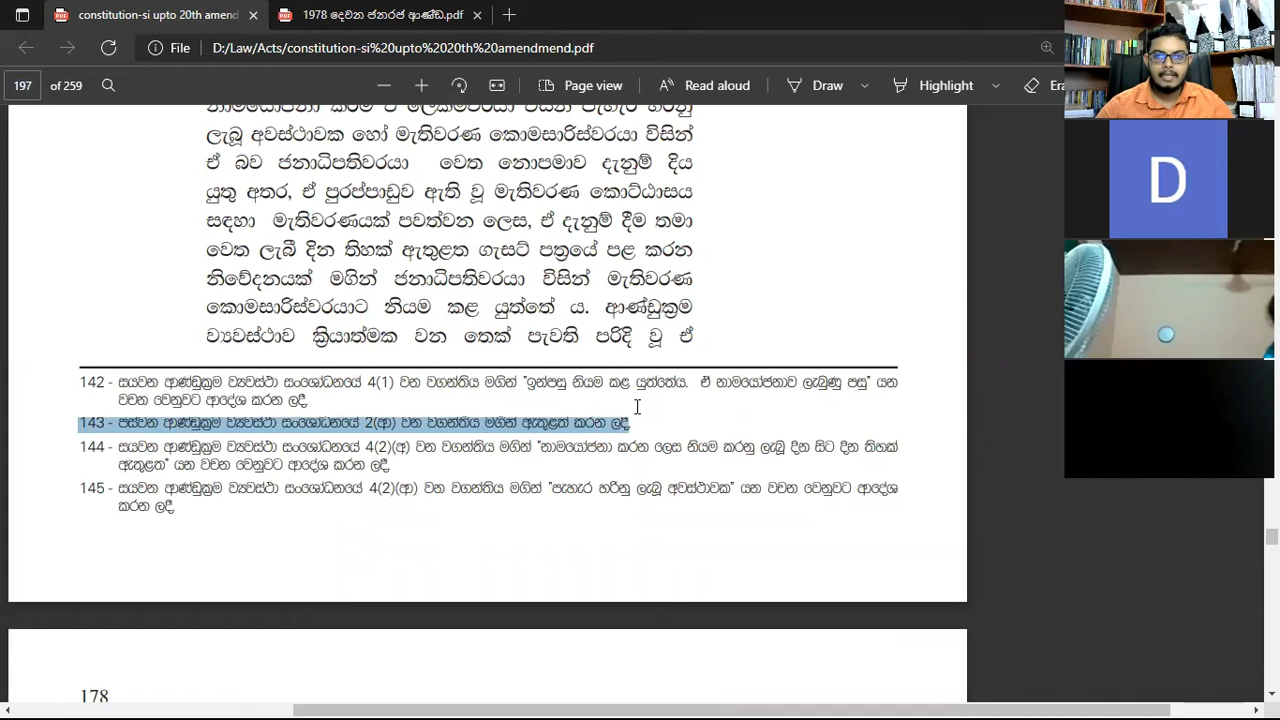 constitution-si upto 20th amend
1978 දෙවන ජනරජ ආණ්ඩ.pdf
File D:/Law/Acts/constitution-si%20upto%2020th%20amendmend.pdf
197 of 259
Page view
Read aloud
Draw
Highlight
Era
ලැබූ අවස්ථාවක හෝ මැතිවරණ කොමසාරිස්වරයා විසින්
ඒ බව ජනාධිපතිවරයා වෙත නොපමාව දැනුම් දිය
යුතු අතර, ඒ පුරප්පාඩුව ඇති වූ මැතිවරණ කොට්ඨාසය
සඳහා මැතිවරණයක් පවත්වන ලෙස, ඒ දැනුම් දීම තමා
වෙත ලැබී දින තිහක් ඇතුළත ගැසට් පත්‍රයේ පළ කරන
නිවේදනයක් මගින් ජනාධිපතිවරයා විසින් මැතිවරණ
කොමසාරිස්වරයාට නියම කළ යුත්තේ ය. ආණ්ඩුක්‍රම
ව්‍යවස්ථාව ක්‍රියාත්මක වන තෙක් පැවති පරිදි වූ ඒ
142 - සයවන ආණ්ඩුක්‍රම ව්‍යවස්ථා සංශෝධනයේ 4(1) වන වගන්තිය මගින් "ඉන්පසු නියම කළ යුත්තේය. ඒ නාමයෝජනාව ලැබුණු පසු" යන
වචන වෙනුවට ආදේශ කරන ලදී,
143 - පස්වන ආණ්ඩුක්‍රම ව්‍යවස්ථා සංශෝධනයේ 2(ආ) වන වගන්තිය මගින් ඇතුළත් කරන ලදී,
144 - සයවන ආණ්ඩුක්‍රම ව්‍යවස්ථා සංශෝධනයේ 4(2)(අ) වන වගන්තිය මගින් "නාමයෝජනා කරන ලෙස නියම කරනු ලැබූ දින සිට දින තිහක්
ඇතුළත" යන වචන වෙනුවට ආදේශ කරන ලදී,
145 - සයවන ආණ්ඩුක්‍රම ව්‍යවස්ථා සංශෝධනයේ 4(2)(ආ) වන වගන්තිය මගින් "පැහැර හරිනු ලැබූ අවස්ථාවක" යන වචන වෙනුවට ආදේශ
කරන ලදී,
178
D